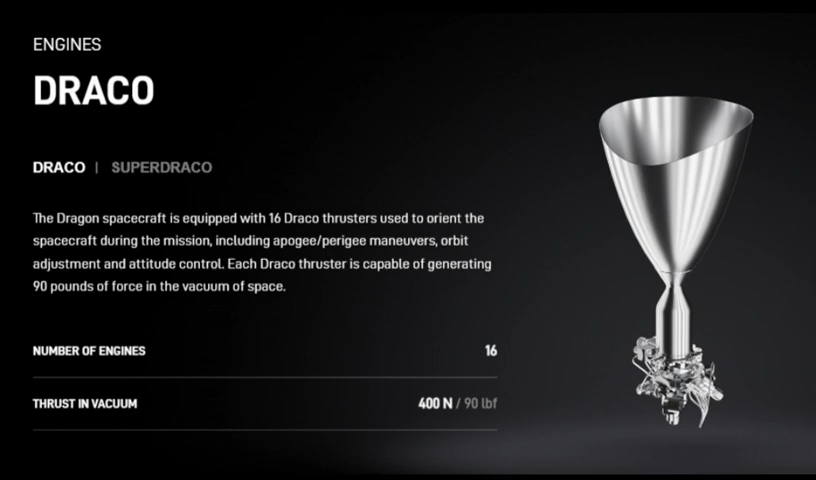 ENGINES
DRACO
DRACO | SUPERDRACO
The Dragon spacecraft is equipped with 16 Draco thrusters used to orient the
spacecraft during the mission, including apogee/perigee maneuvers, orbit
adjustment and attitude control. Each Draco thruster is capable of generating
90 pounds of force in the vacuum of space.
NUMBER OF ENGINES 16
THRUST IN VACUUM 400 N / 90 lbf